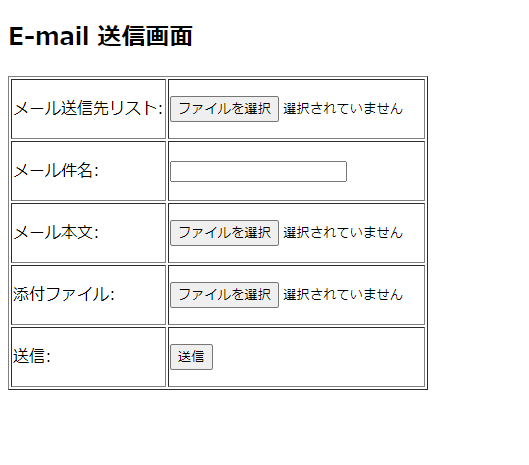 E-mail 送信画面
メール送信先リスト: ファイルを選択 選択されていません
メール件名:
メール本文: ファイルを選択 選択されていません
添付ファイル: ファイルを選択 選択されていません
送信: 送信